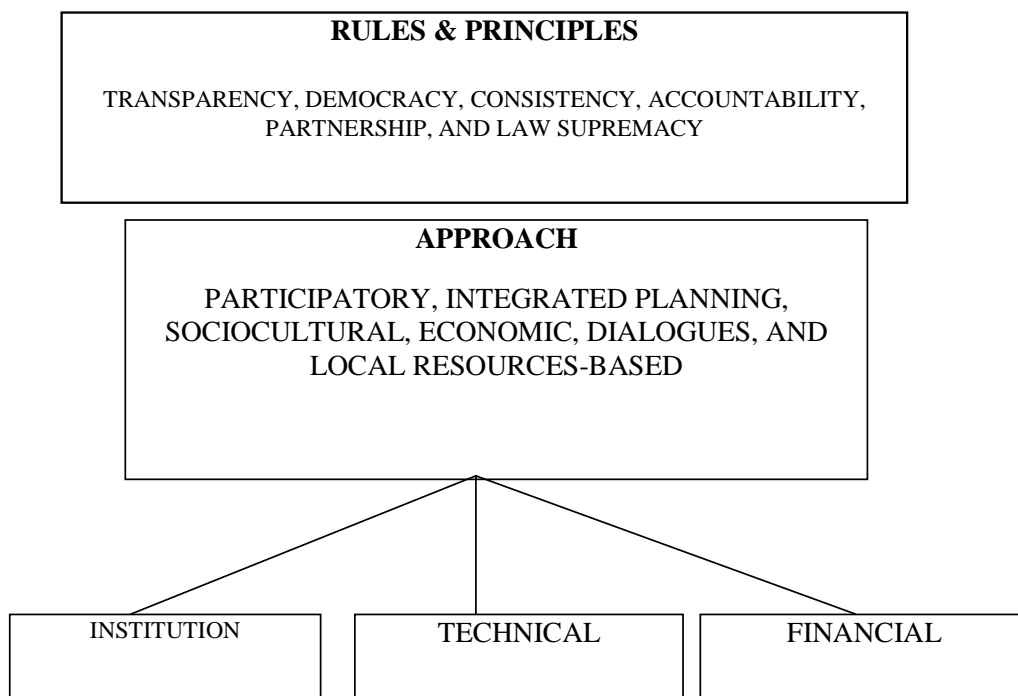 RULES & PRINCIPLES
TRANSPARENCY, DEMOCRACY, CONSISTENCY, ACCOUNTABILITY,
PARTNERSHIP, AND LAW SUPREMACY
APPROACH
PARTICIPATORY, INTEGRATED PLANNING,
SOCIOCULTURAL, ECONOMIC, DIALOGUES, AND
LOCAL RESOURCES-BASED
INSTITUTION
TECHNICAL
FINANCIAL